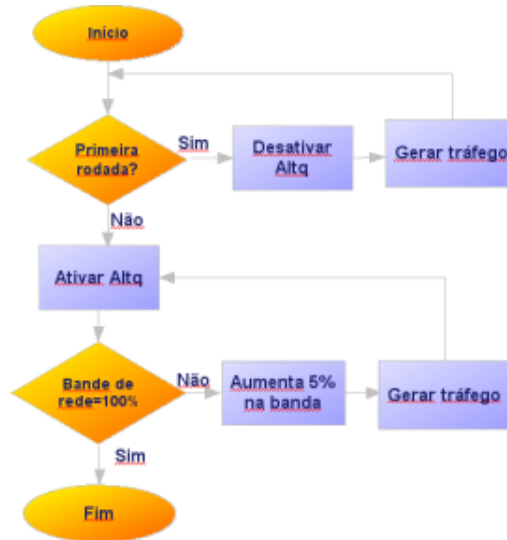 Início
Primeira
rodada?
Sim
Desativar
Altq
Gerar tráfego
Não
Ativar Altq
Bande de
rede=100%
Não
Aumenta 5%
na banda
Gerar tráfego
Sim
Fim